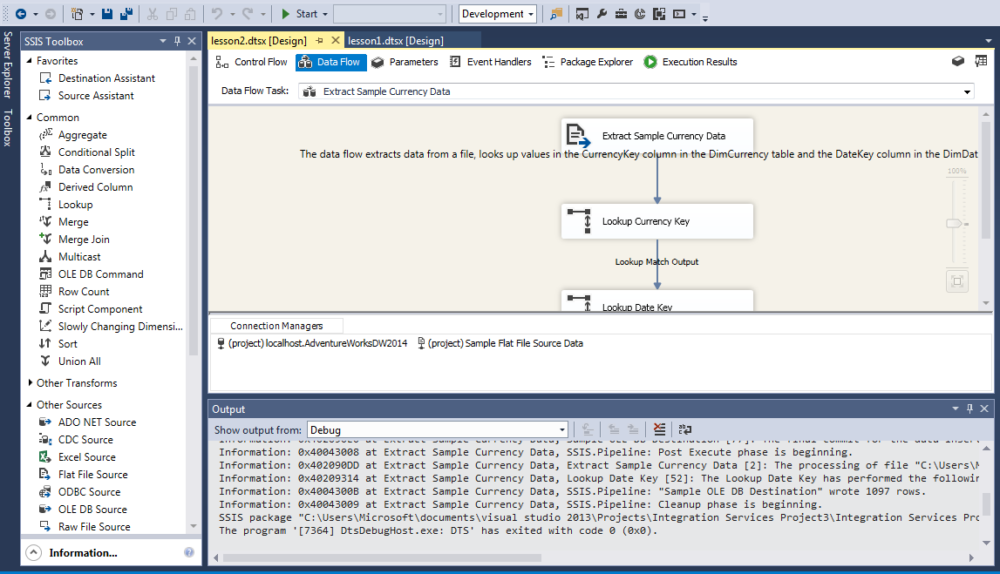 Start
Development
Server Explorer
Toolbox
SSIS Toolbox
Favorites
Destination Assistant
Source Assistant
Common
Aggregate
Conditional Split
Data Conversion
Derived Column
Lookup
Merge
Merge Join
Multicast
OLE DB Command
Row Count
Script Component
Slowly Changing Dimensi...
Sort
Union All
Other Transforms
Other Sources
ADO NET Source
CDC Source
Excel Source
Flat File Source
ODBC Source
OLE DB Source
Raw File Source
Information...
lesson2.dtsx [Design]
lesson1.dtsx [Design]
Control Flow
Data Flow
Parameters
Event Handlers
Package Explorer
Execution Results
Data Flow Task:
Extract Sample Currency Data
Extract Sample Currency Data
The data flow extracts data from a file, looks up values in the CurrencyKey column in the DimCurrency table and the DateKey column in the DimDat
100%
Lookup Currency Key
Lookup Match Output
Lookup Date Key
Connection Managers
(project) localhost.AdventureWorksDW2014
(project) Sample Flat File Source Data
Output
Show output from:
Debug
Information: 0x40043008 at Extract Sample Currency Data, SSIS.Pipeline: Post Execute phase is beginning.
Information: 0x402090DD at Extract Sample Currency Data, Extract Sample Currency Data [2]: The processing of file "C:\Users\M
Information: 0x40209314 at Extract Sample Currency Data, Lookup Date Key [52]: The Lookup Date Key has performed the followin
Information: 0x4004300B at Extract Sample Currency Data, SSIS.Pipeline: "Sample OLE DB Destination" wrote 1097 rows.
Information: 0x40043009 at Extract Sample Currency Data, SSIS.Pipeline: Cleanup phase is beginning.
SSIS package "C:\Users\Microsoft\documents\visual studio 2013\Projects\Integration Services Project3\Integration Services Pro
The program '[7364] DtsDebugHost.exe: DTS' has exited with code 0 (0x0).